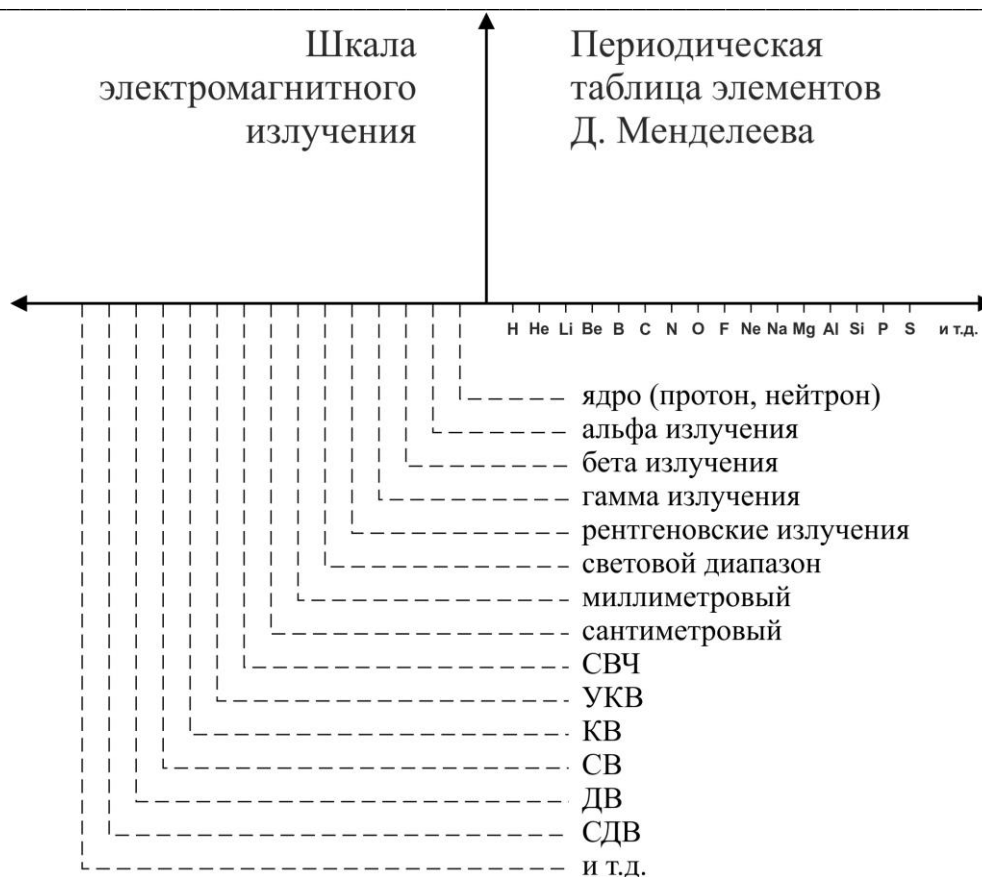 Шкала
электромагнитного
излучения
Периодическая
таблица элементов
Д. Менделеева
H He Li Be B C N O F Ne Na Mg Al Si P S и т.д.
ядро (протон, нейтрон)
альфа излучения
бета излучения
гамма излучения
рентгеновские излучения
световой диапазон
миллиметровый
сантиметровый
СВЧ
УКВ
КВ
СВ
ДВ
СДВ
и т.д.